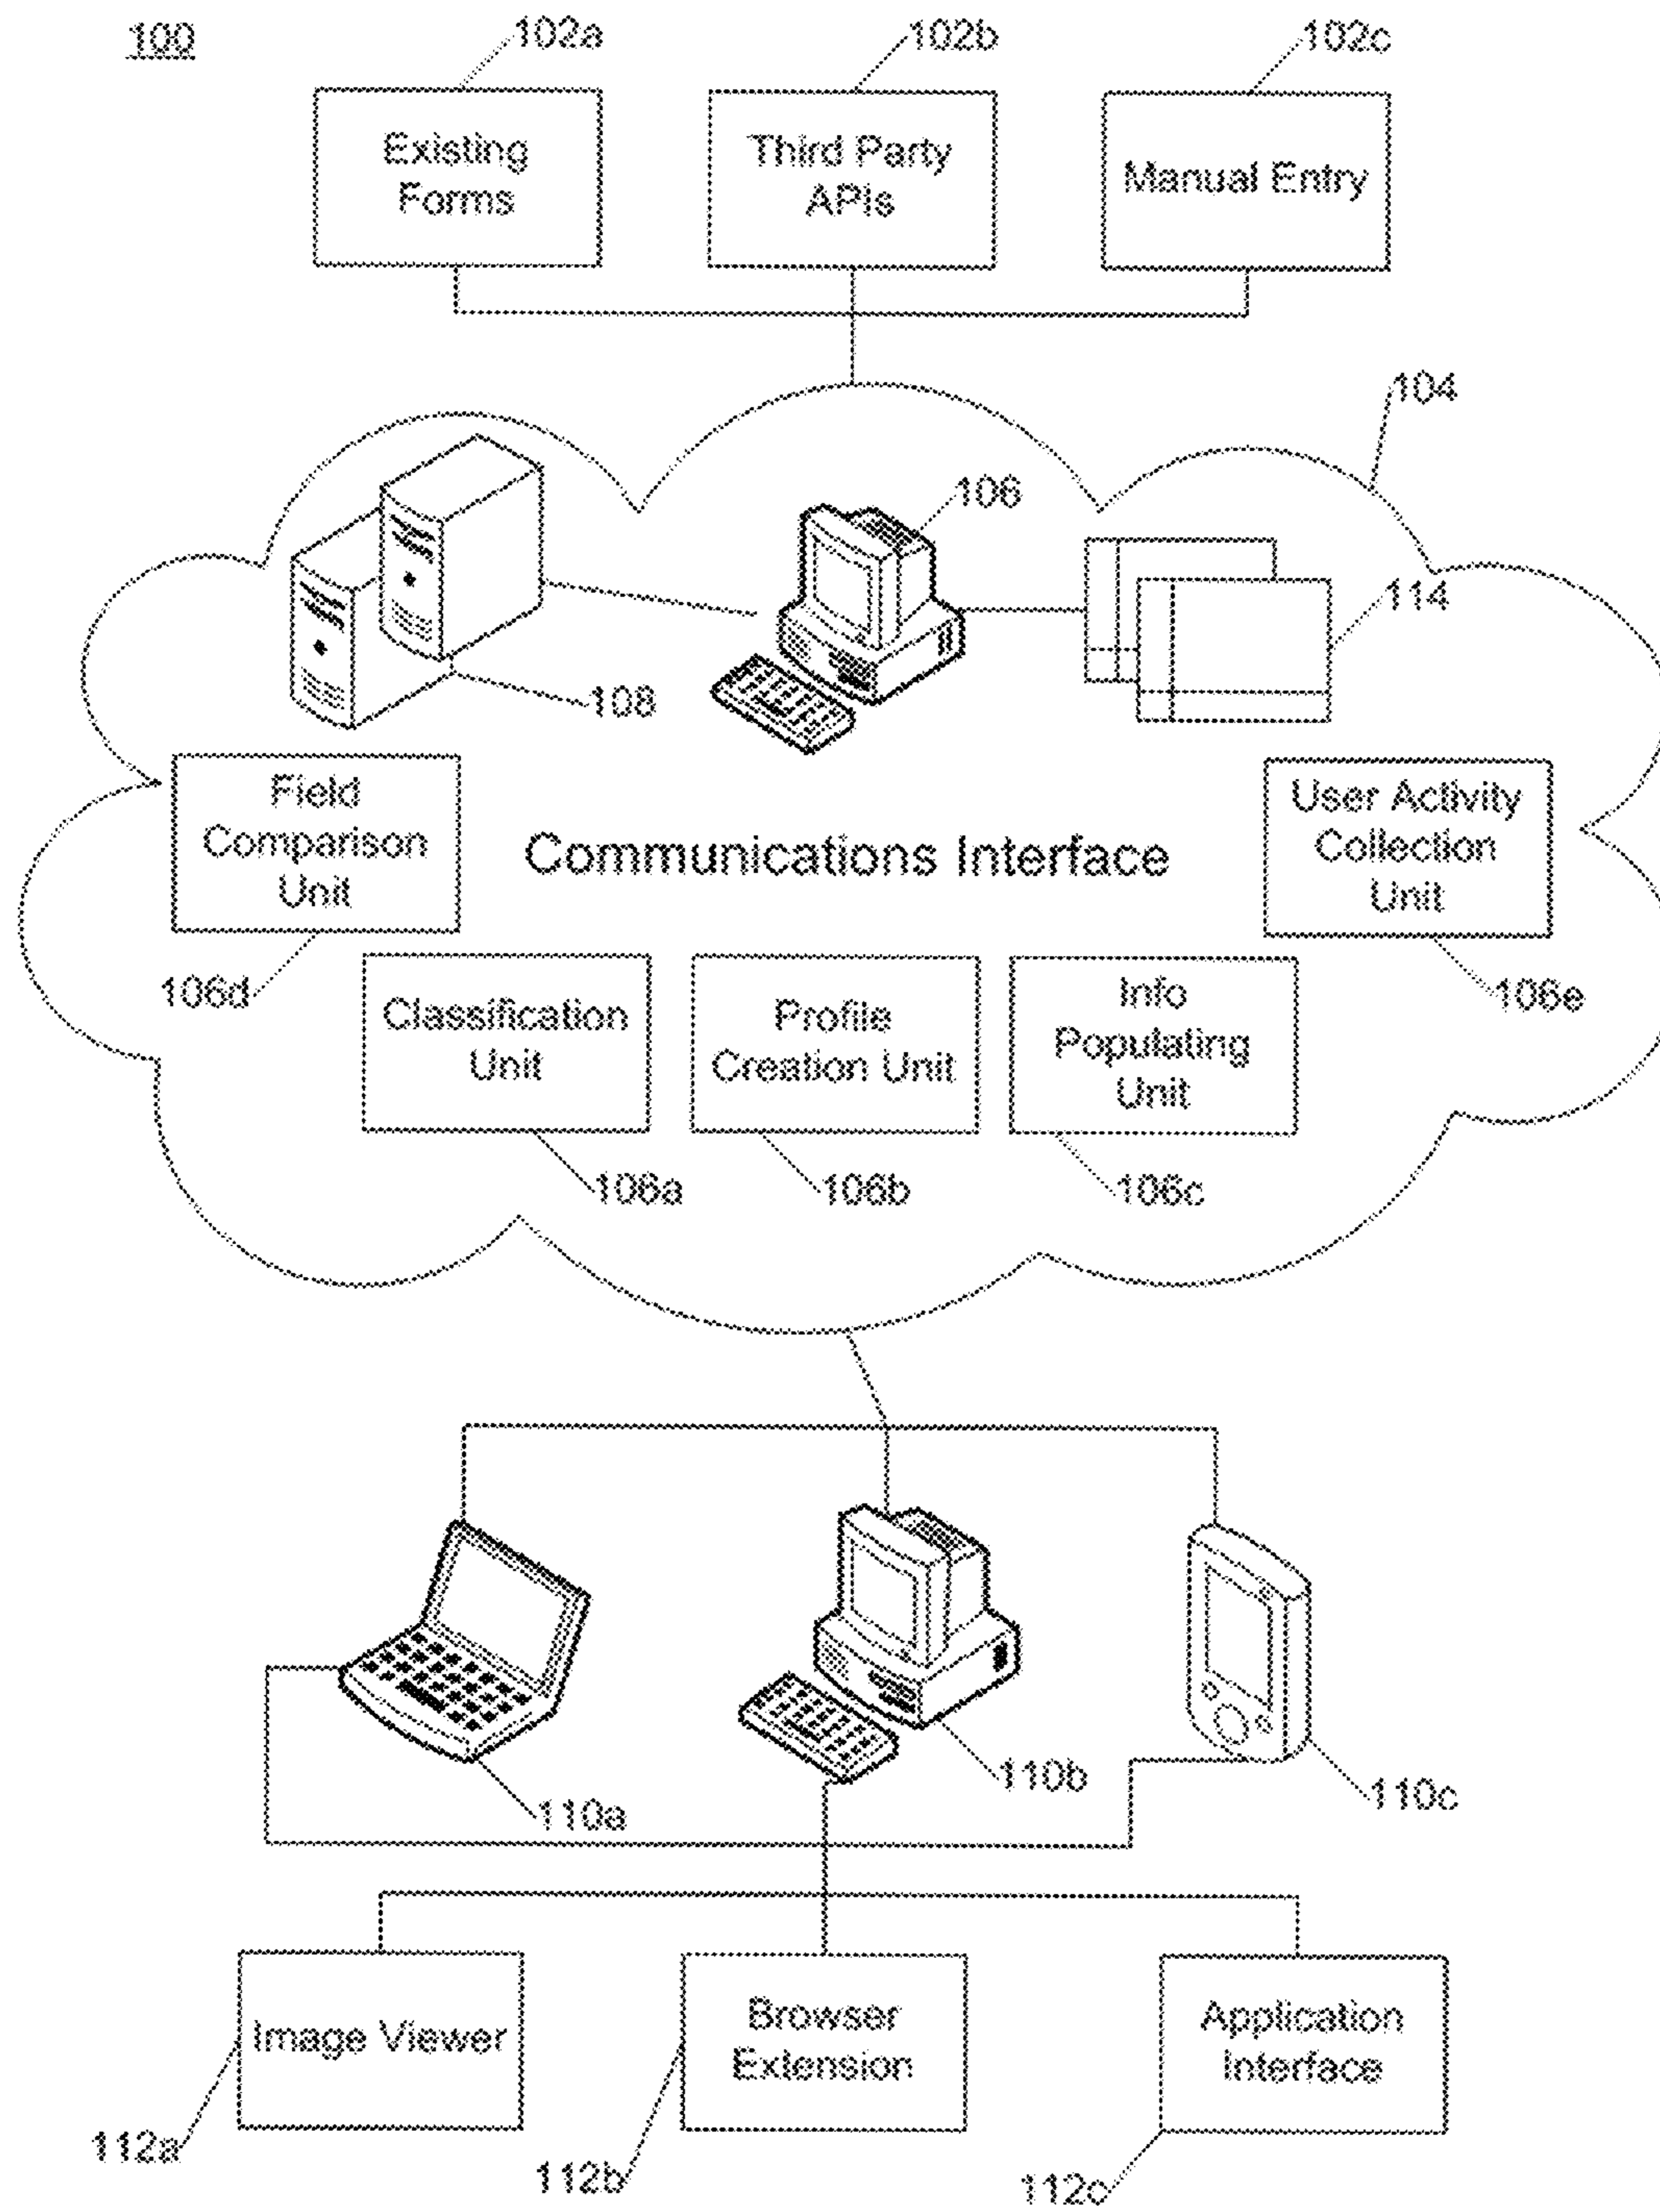 100
102a
102b
102c
Existing
Forms
Third Party
APIs
Manual Entry
104
106
114
108
Field
Comparison
Unit
Communications Interface
User Activity
Collection
Unit
106d
106e
Classification
Unit
Profile
Creation Unit
Info
Populating
Unit
106a
106b
106c
110a
110b
110c
Image Viewer
Browser
Extension
Application
Interface
112a
112b
112c